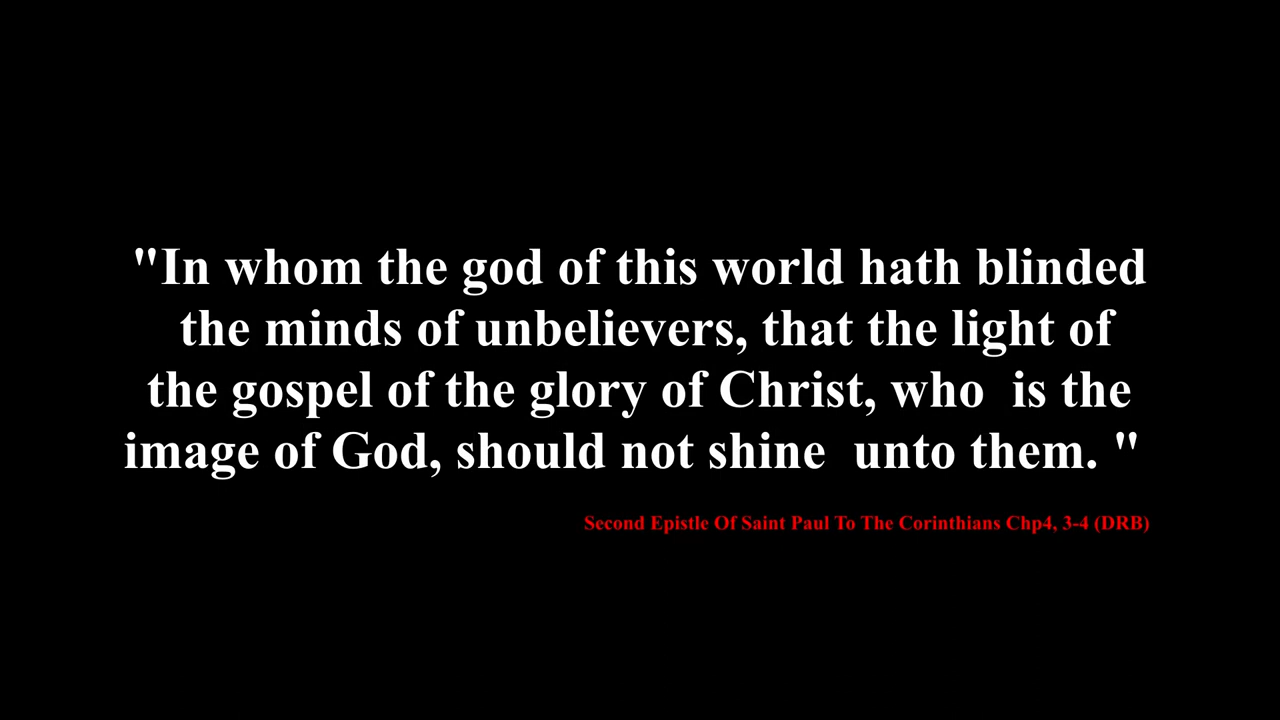 "In whom the god of this world hath blinded
the minds of unbelievers, that the light of
the gospel of the glory of Christ, who  is the
image of God, should not shine  unto them. "
Second Epistle Of Saint Paul To The Corinthians Chp4, 3-4 (DRB)